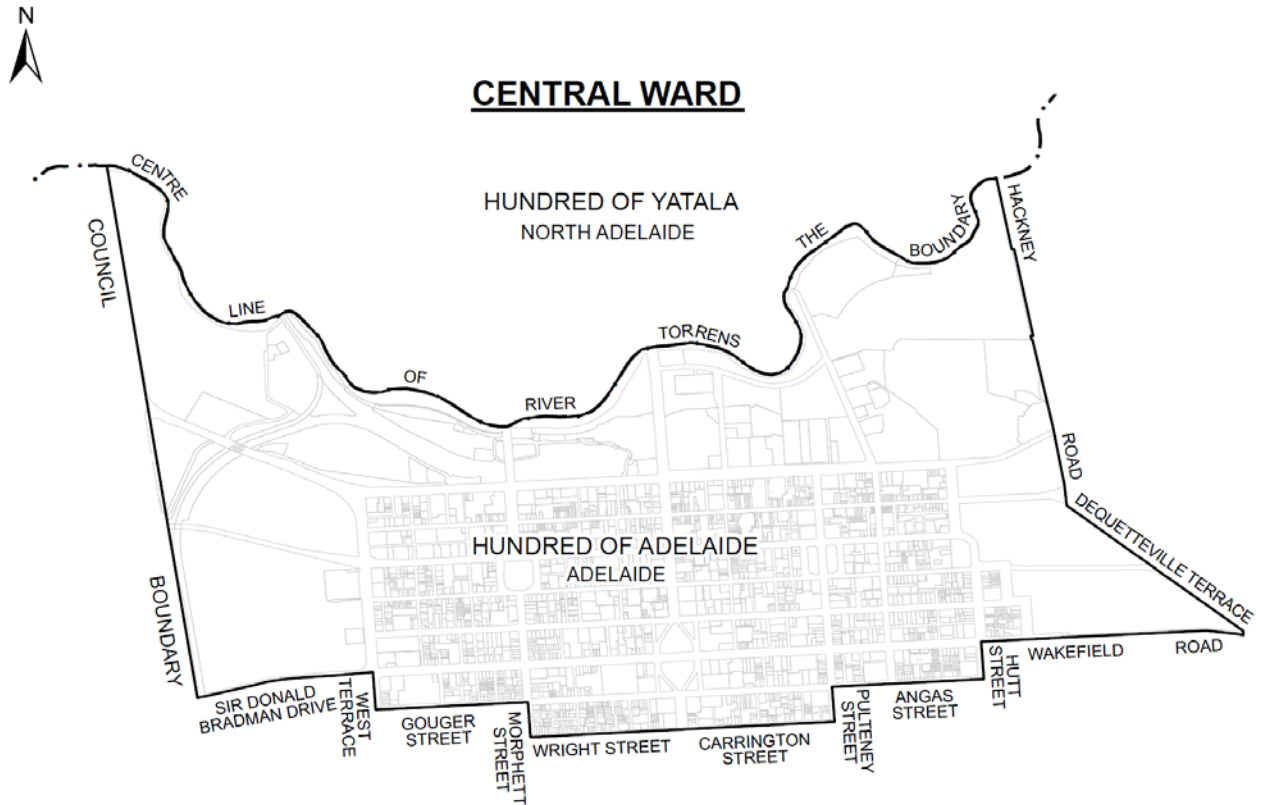 N
CENTRAL WARD
CENTRE
HUNDRED OF YATALA
NORTH ADELAIDE
THE
BOUNDARY
HACKNEY
COUNCIL
LINE
TORRENS
OF
RIVER
ROAD
DEQUETTEVILLE TERRACE
HUNDRED OF ADELAIDE
ADELAIDE
BOUNDARY
SIR DONALD
BRADMAN DRIVE
WEST
TERRACE
GOUGER
STREET
MORPHETT
STREET
WRIGHT STREET
CARRINGTON
STREET
PULTENEY
STREET
ANGAS
STREET
HUTT
STREET
WAKEFIELD
ROAD